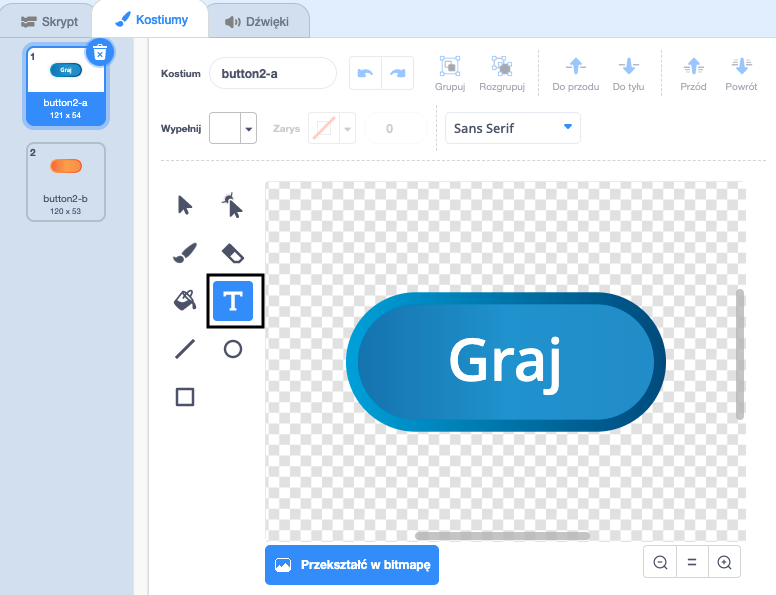 Skrypt
Kostiumy
Dźwięki
1
Graj
button2-a
121 x 54
2
button2-b
120 x 53
Kostium
button2-a
Grupuj
Rozgrupuj
Do przodu
Do tyłu
Przód
Powrót
Wypełnij
Zarys
0
Sans Serif
T
Graj
Przekształć w bitmapę